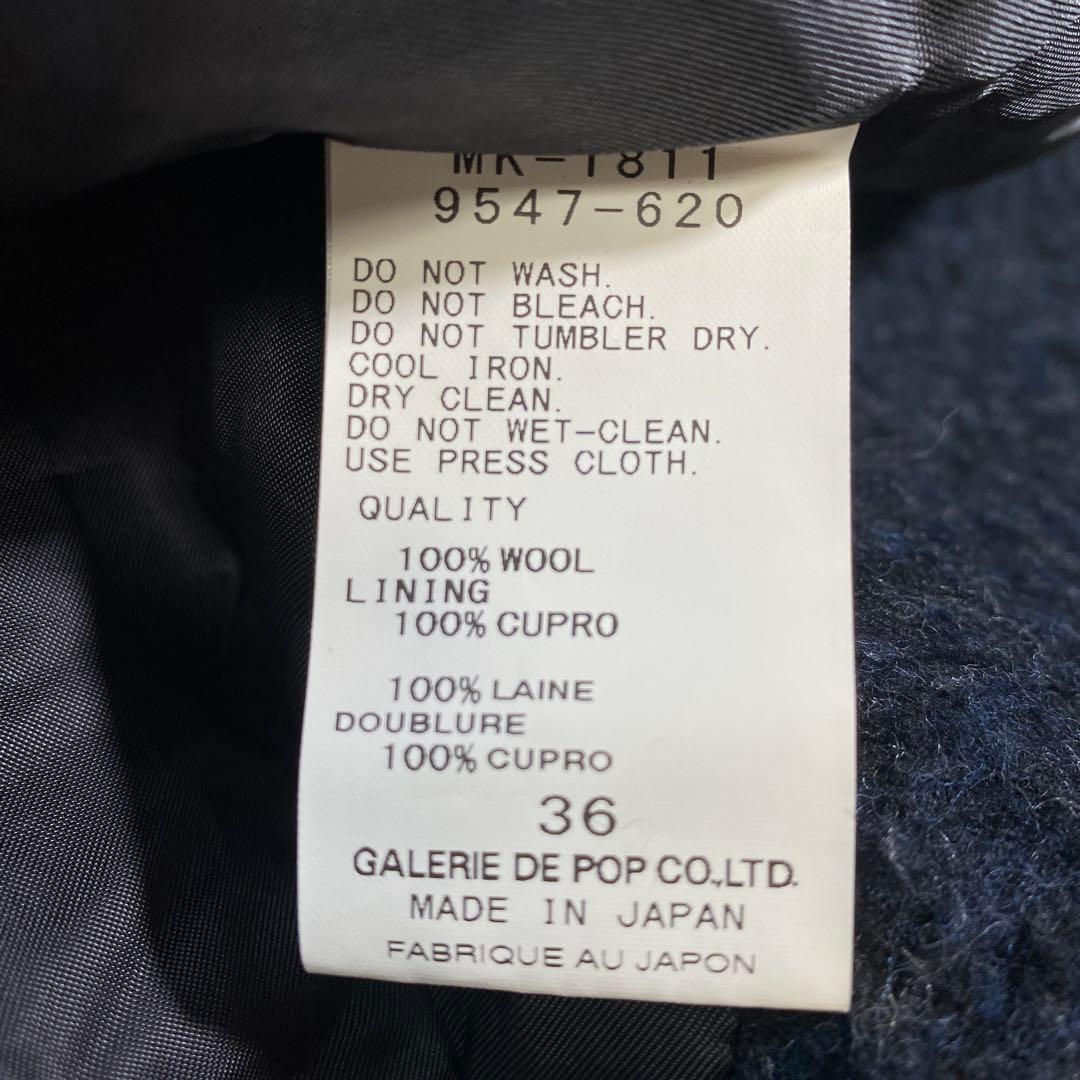 MK-1811
9547-620
DO NOT WASH.
DO NOT BLEACH.
DO NOT TUMBLER DRY.
COOL IRON.
DRY CLEAN.
DO NOT WET-CLEAN.
USE PRESS CLOTH.
QUALITY
100% WOOL
LINING
100% CUPRO
100% LAINE
DOUBLURE
100% CUPRO
36
GALERIE DE POP CO.,LTD.
MADE IN JAPAN
FABRIQUE AU JAPON